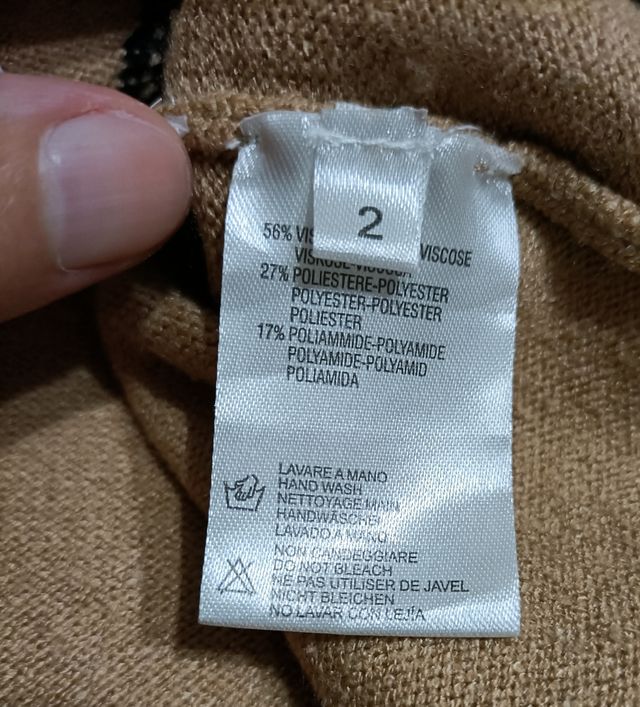 2
56% VISCOSE
VISKOSE-VISCOSA
27% POLIESTERE-POLYESTER
POLYESTER-POLYESTER
POLIESTER
17% POLIAMMIDE-POLYAMIDE
POLYAMIDE-POLYAMID
POLIAMIDA
LAVARE A MANO
HAND WASH
NETTOYAGE MAIN
HANDWÄSCHE
LAVADO A MANO
NON CANDEGGIARE
DO NOT BLEACH
NE PAS UTILISER DE JAVEL
NICHT BLEICHEN
NO LAVAR CON LEJÍA